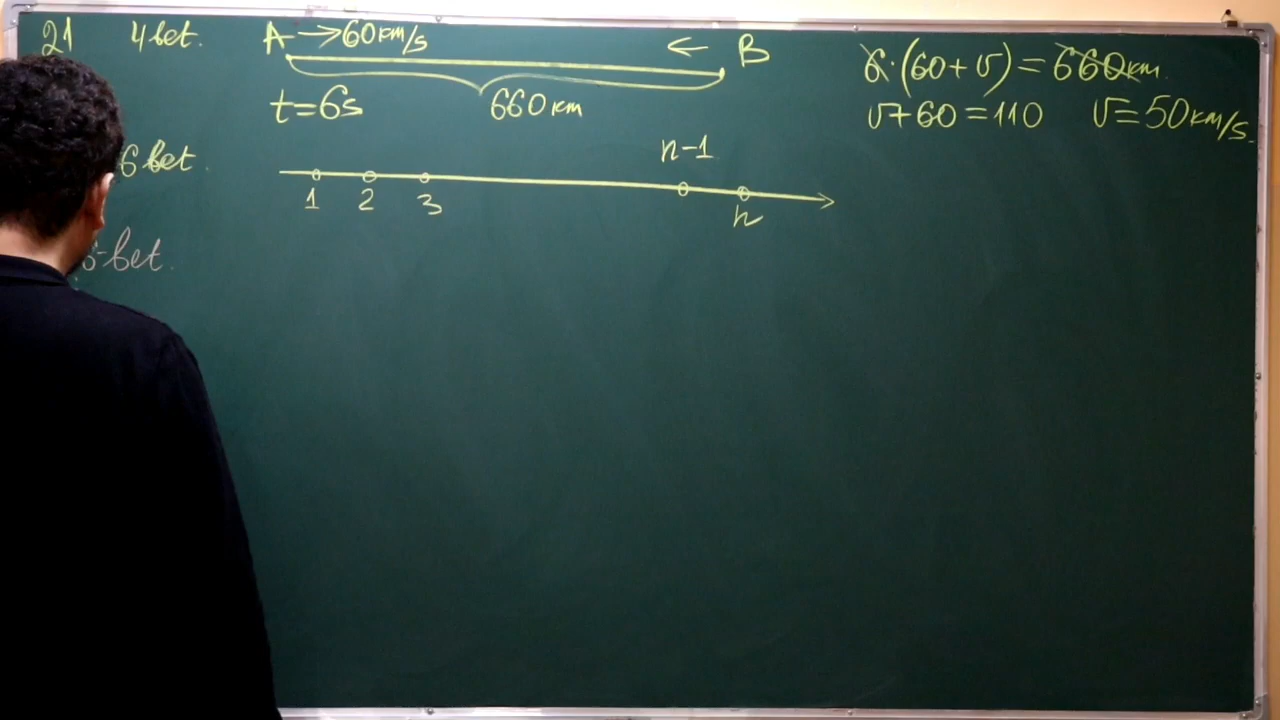 21 4 bet. A → 60 km/s ← B
t = 6s 660 km
6·(60 + v) = 660 km.
v + 60 = 110 v = 50 km/s.
6 bet. n-1
1 2 3 n
-bet.